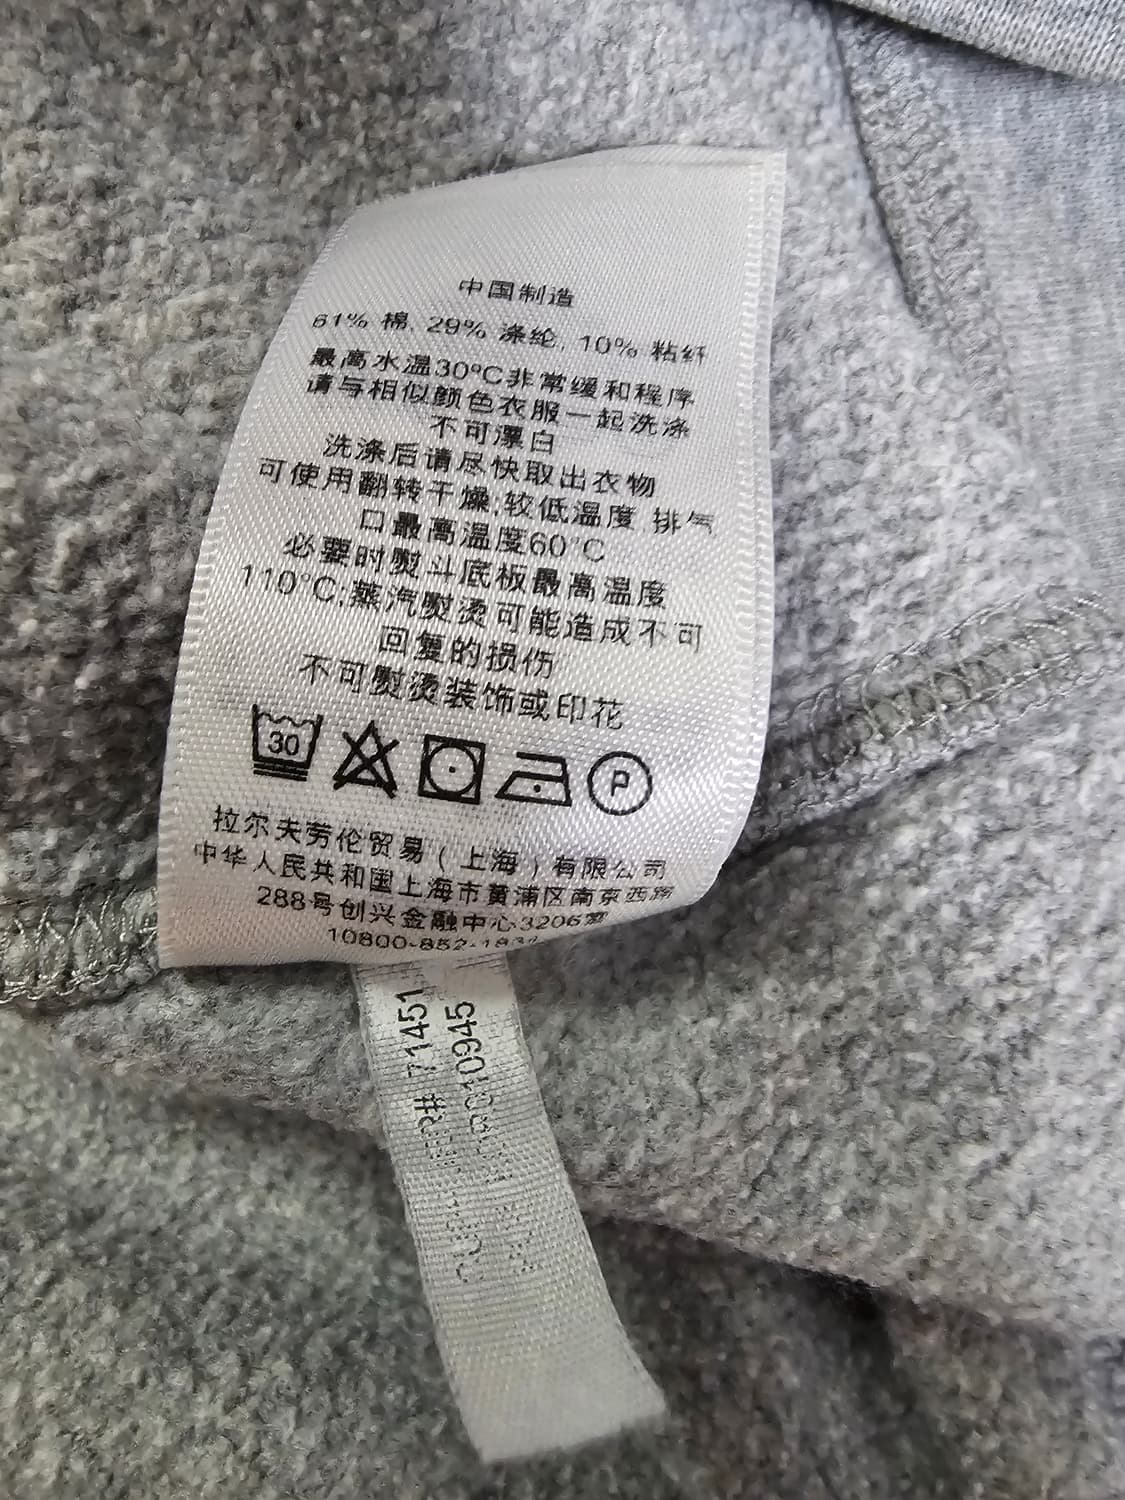 中国制造
61% 棉, 29% 涤纶, 10% 粘纤
最高水温30ºC非常缓和程序
请与相似颜色衣服一起洗涤
不可漂白
洗涤后请尽快取出衣物
可使用翻转干燥;较低温度 排气
口最高温度60°C
必要时熨斗底板最高温度
110°C;蒸汽熨烫可能造成不可
回复的损伤
不可熨烫装饰或印花
30
P
拉尔夫劳伦贸易(上海)有限公司
中华人民共和国上海市黄浦区南京西路
288号创兴金融中心3206室
10800-852-183
71451
10945